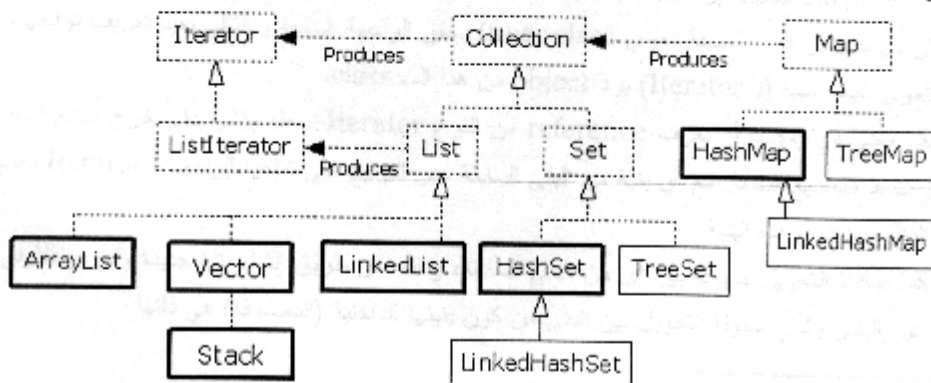 Iterator
Produces
Collection
Produces
Map
ListIterator
Produces
List
Set
HashMap
TreeMap
ArrayList
Vector
LinkedList
HashSet
TreeSet
LinkedHashMap
Stack
LinkedHashSet